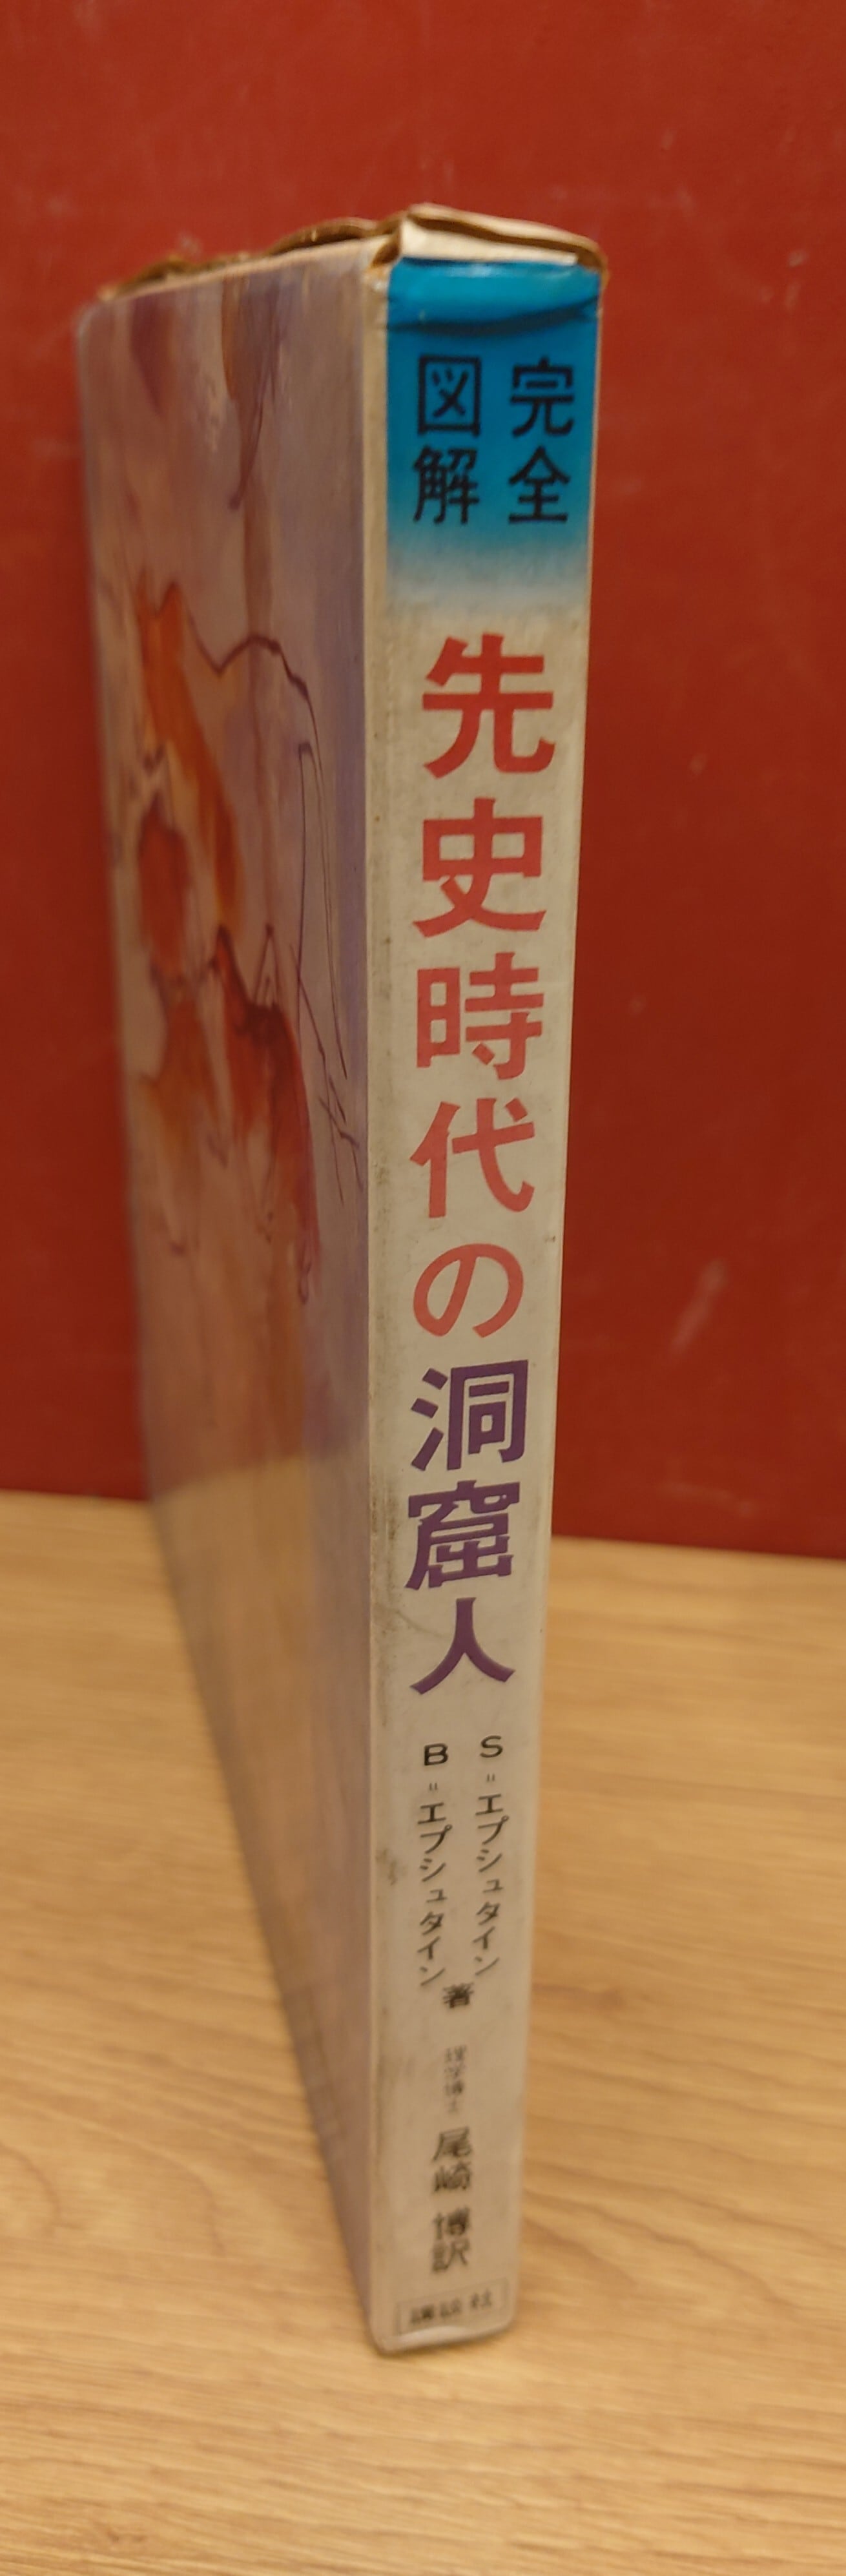 完全
図解
先史時代の洞窟人
S=エプシュタイン
B=エプシュタイン
著
理学博士
尾崎 博訳
講談社